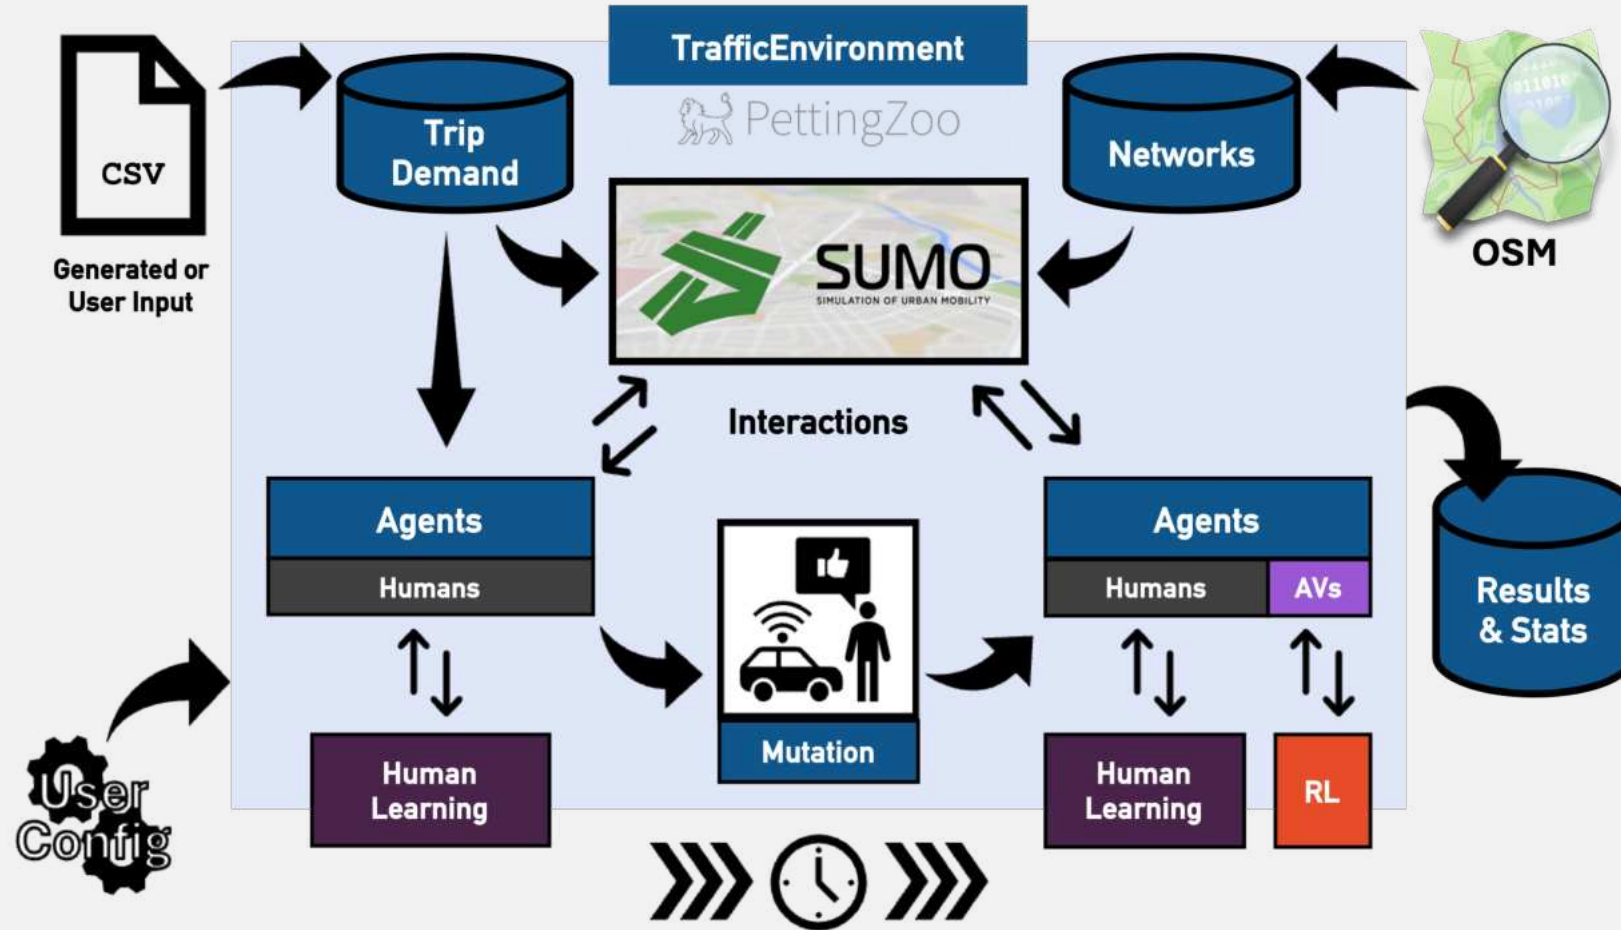 TrafficEnvironment
PettingZoo
CSV
Generated or
User Input
Trip
Demand
Networks
OSM
SUMO
SIMULATION OF URBAN MOBILITY
Interactions
Agents
Humans
Agents
Humans
AVs
Results
& Stats
Mutation
Human
Learning
Human
Learning
RL
User
Config